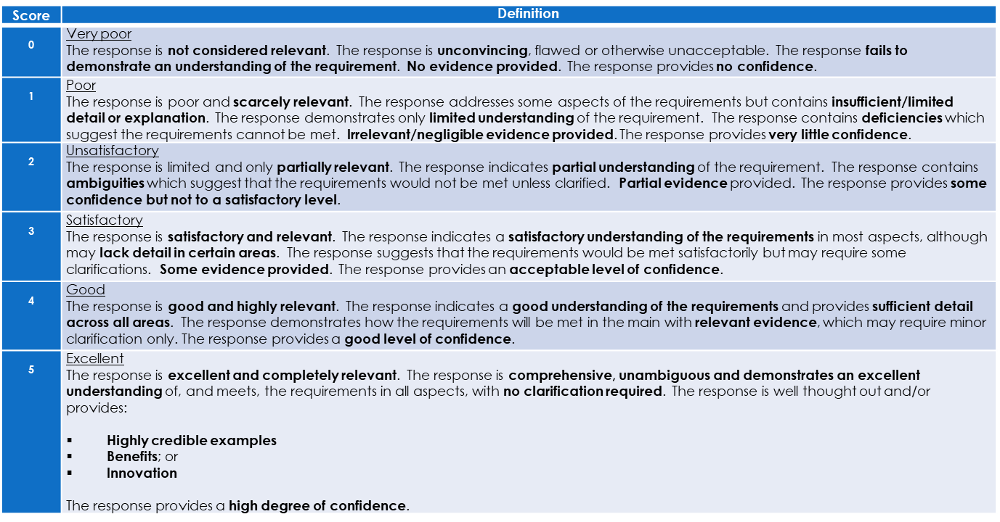 Score Definition
0
Very poor
The response is not considered relevant. The response is unconvincing, flawed or otherwise unacceptable. The response fails to
demonstrate an understanding of the requirement. No evidence provided. The response provides no confidence.
1
Poor
The response is poor and scarcely relevant. The response addresses some aspects of the requirements but contains insufficient/limited
detail or explanation. The response demonstrates only limited understanding of the requirement. The response contains deficiencies which
suggest the requirements cannot be met. Irrelevant/negligible evidence provided. The response provides very little confidence.
2
Unsatisfactory
The response is limited and only partially relevant. The response indicates partial understanding of the requirement. The response contains
ambiguities which suggest that the requirements would not be met unless clarified. Partial evidence provided. The response provides some
confidence but not to a satisfactory level.
3
Satisfactory
The response is satisfactory and relevant. The response indicates a satisfactory understanding of the requirements in most aspects, although
may lack detail in certain areas. The response suggests that the requirements would be met satisfactorily but may require some
clarifications. Some evidence provided. The response provides an acceptable level of confidence.
4
Good
The response is good and highly relevant. The response indicates a good understanding of the requirements and provides sufficient detail
across all areas. The response demonstrates how the requirements will be met in the main with relevant evidence, which may require minor
clarification only. The response provides a good level of confidence.
5
Excellent
The response is excellent and completely relevant. The response is comprehensive, unambiguous and demonstrates an excellent
understanding of, and meets, the requirements in all aspects, with no clarification required. The response is well thought out and/or
provides:
▪ Highly credible examples
▪ Benefits; or
▪ Innovation
The response provides a high degree of confidence.